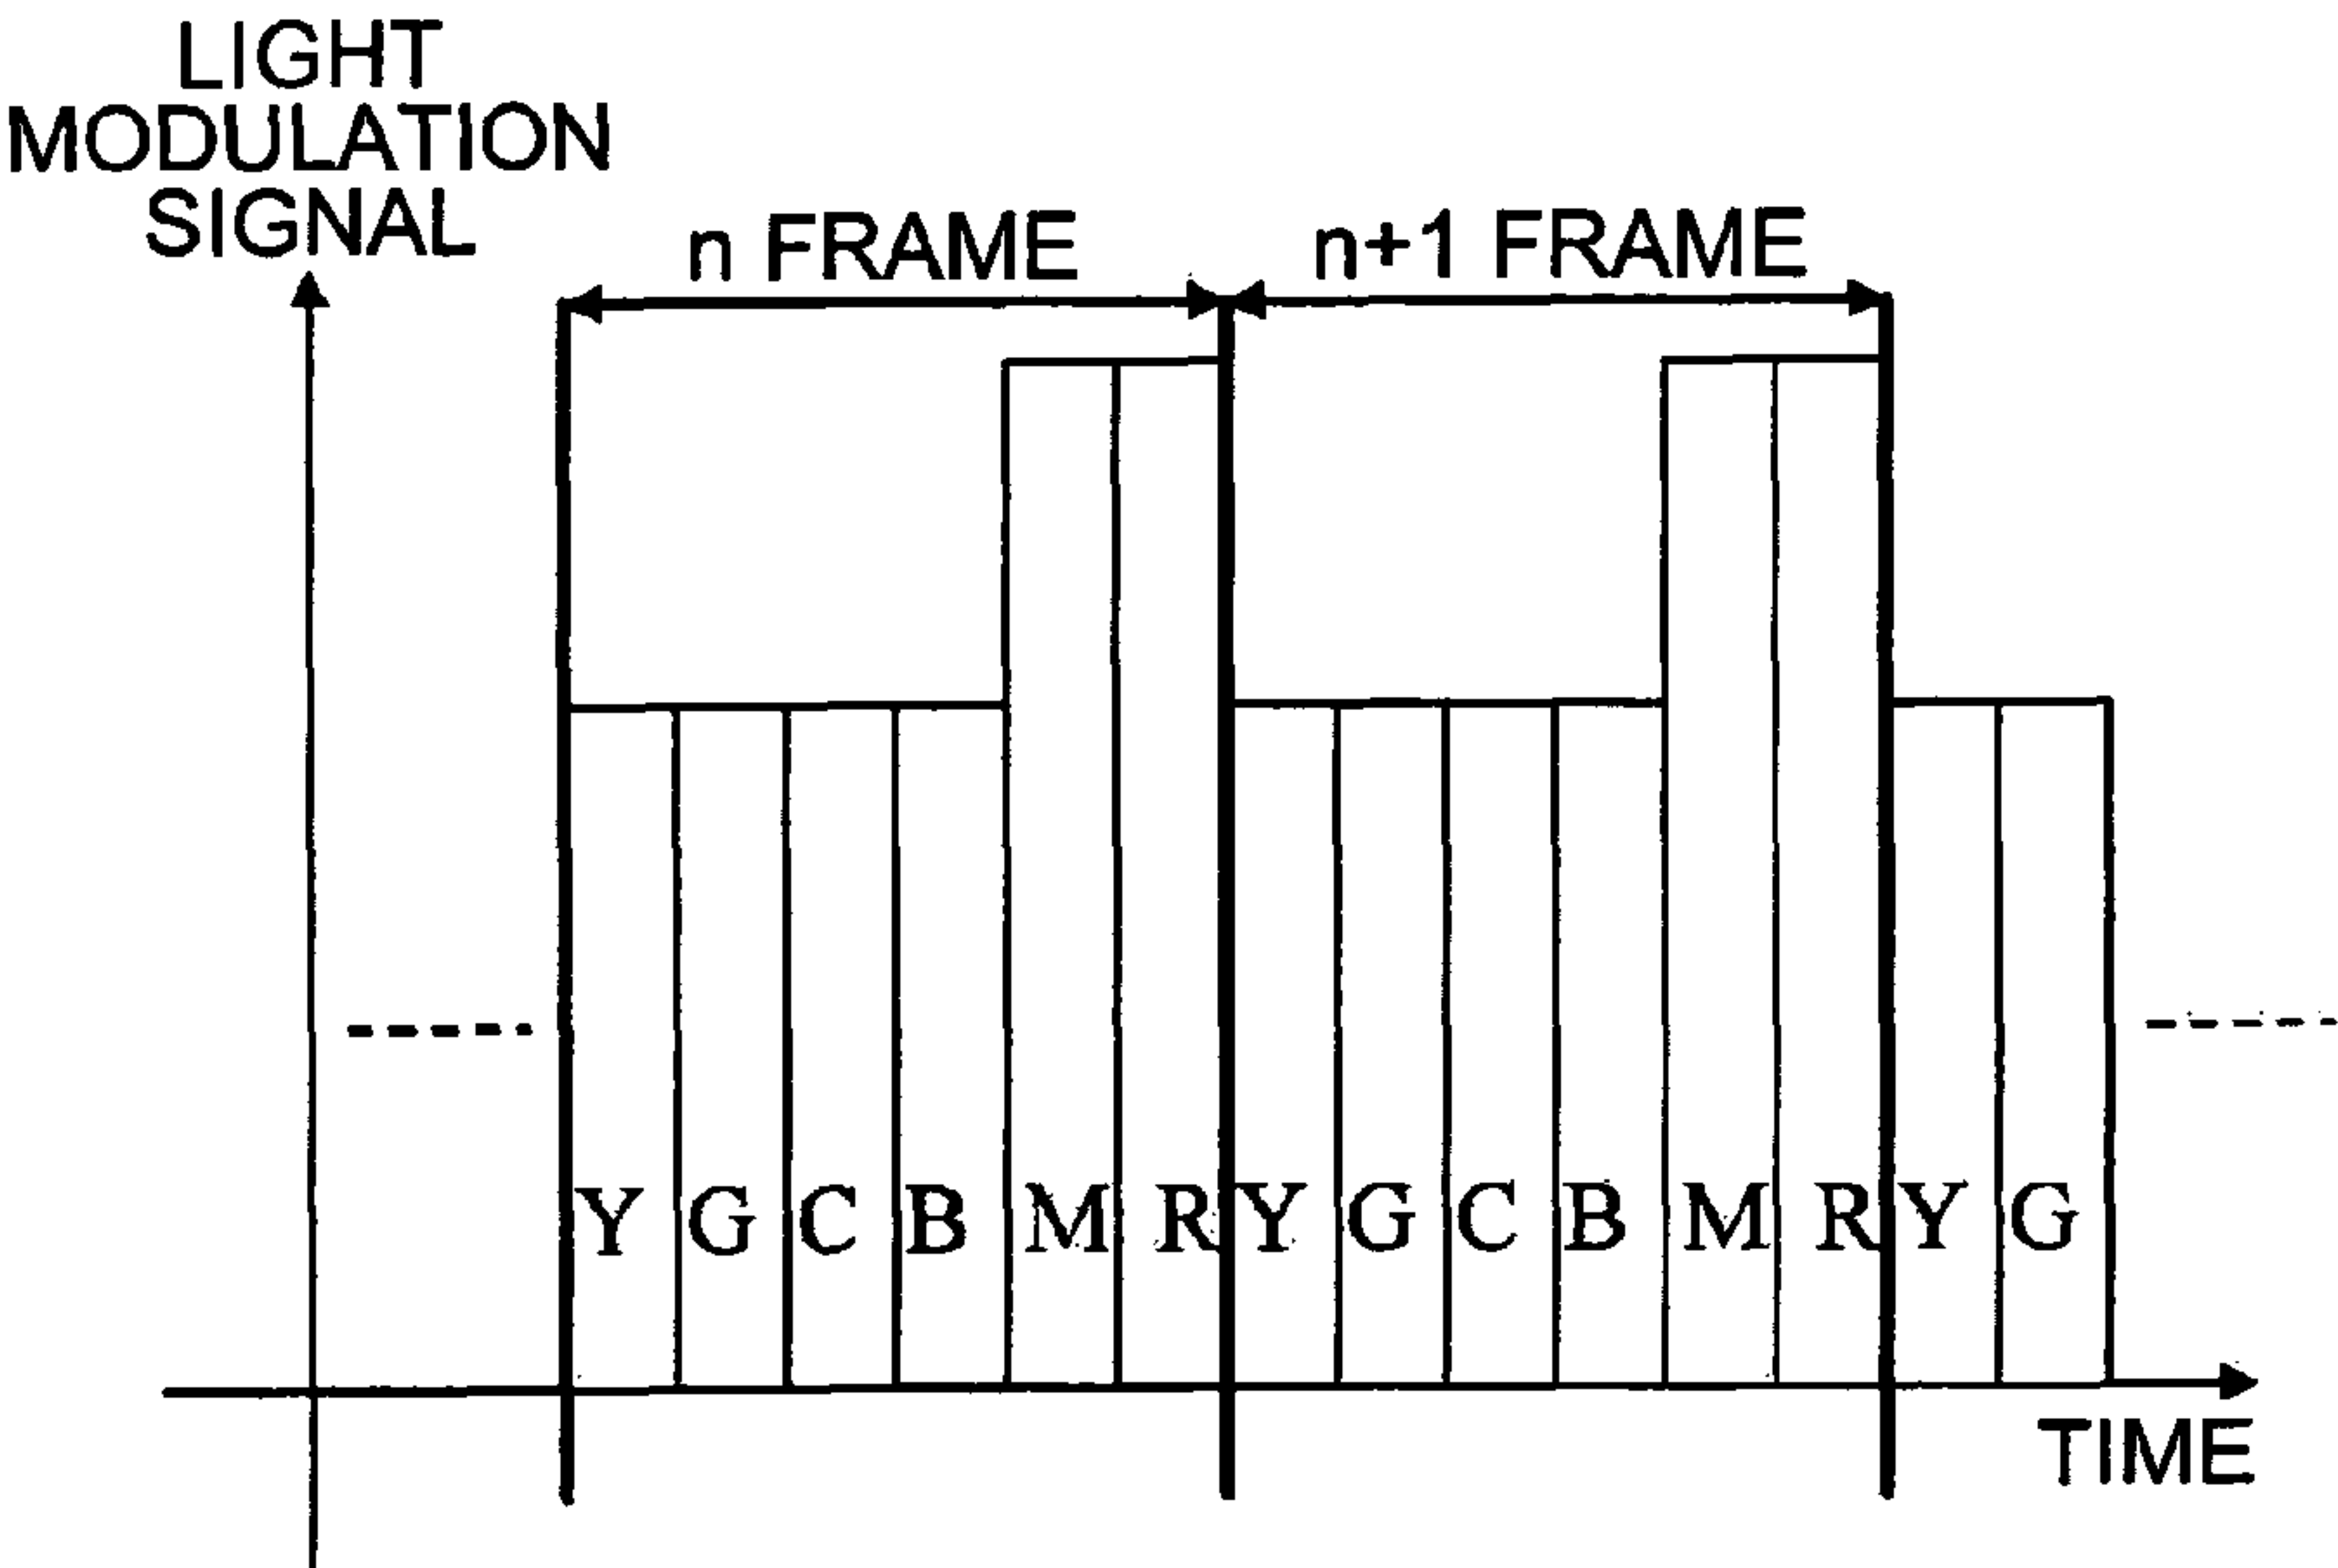 LIGHT
MODULATION
SIGNAL
n FRAME
n+1 FRAME
Y G C B M R Y G C B M R Y G
TIME